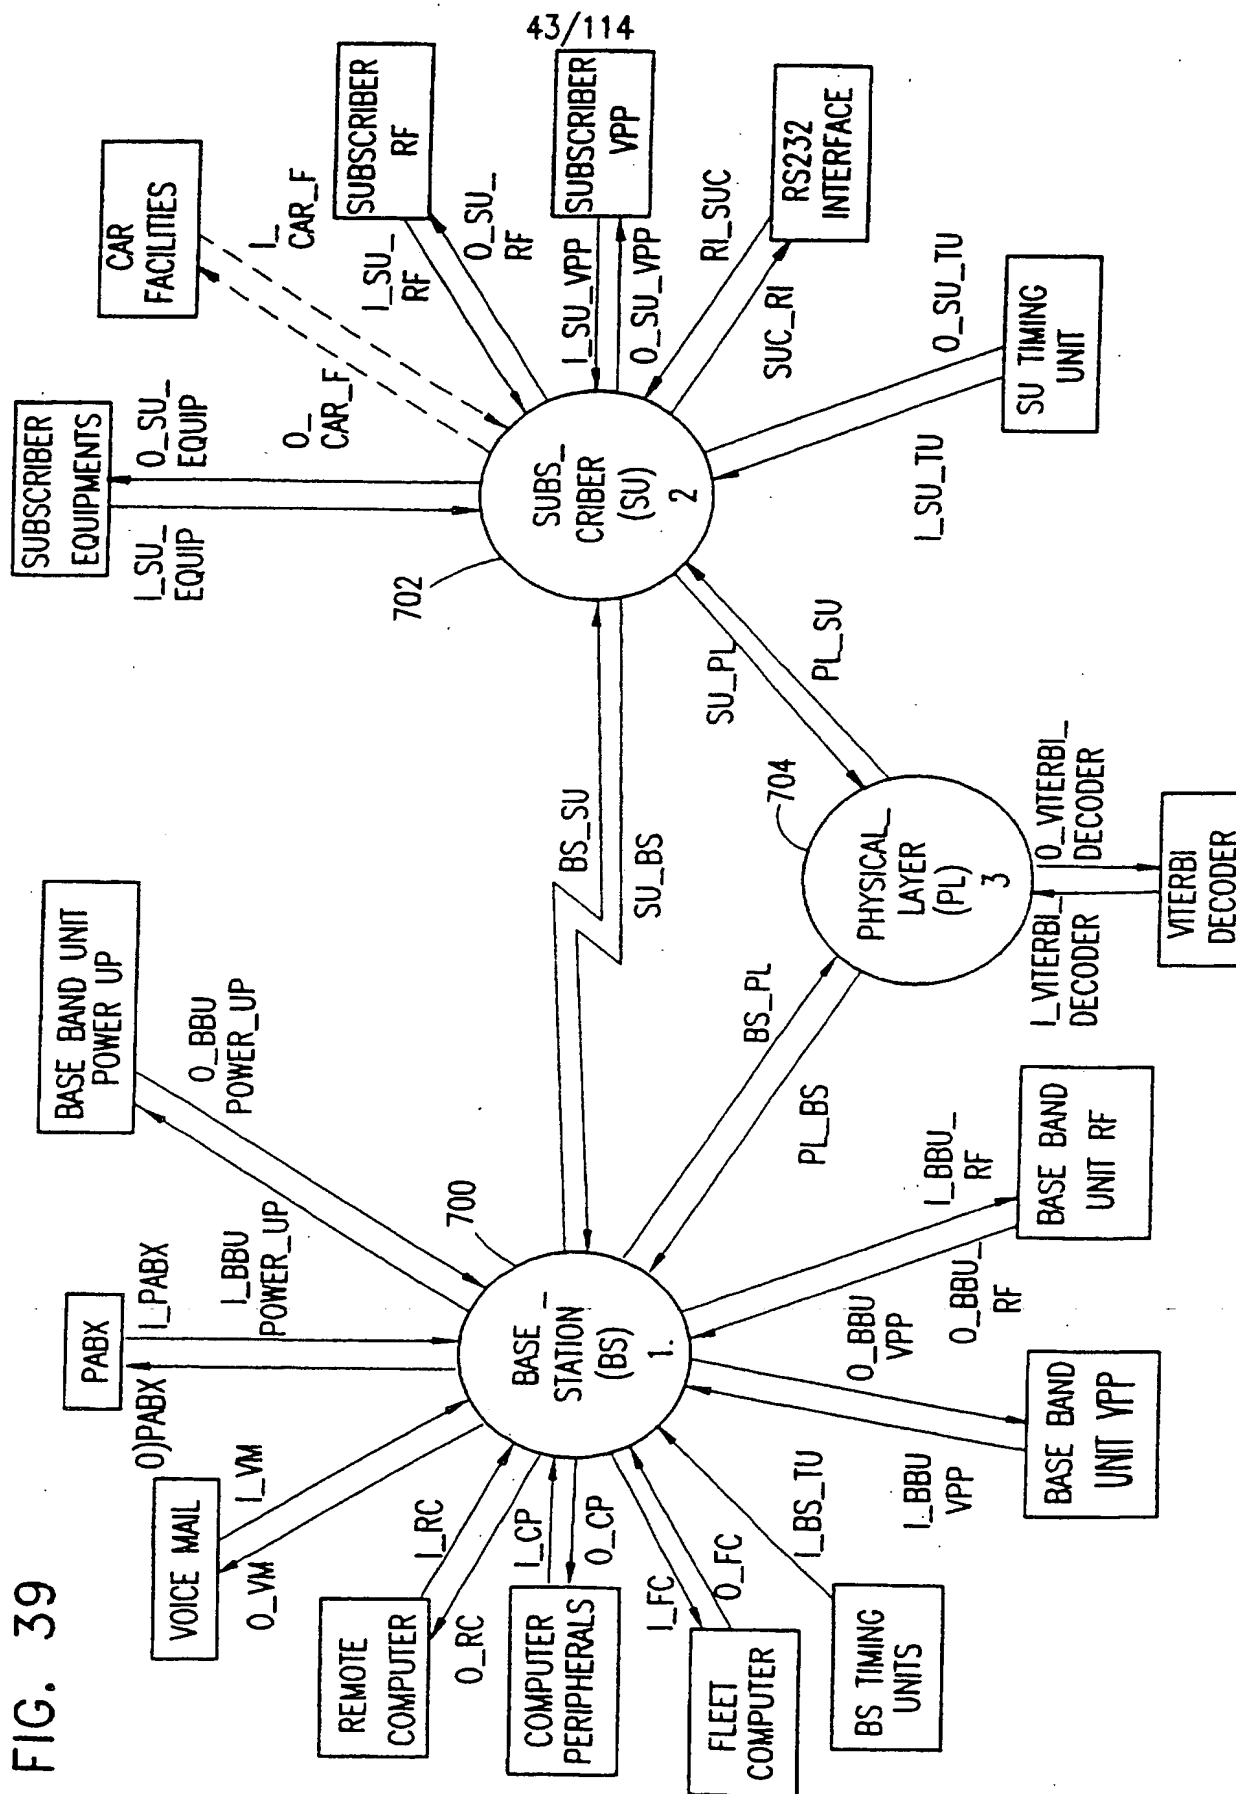 43/114
FIG. 39
SUBSCRIBER
EQUIPMENTS
I_SU_
EQUIP
O_SU_
EQUIP
CAR
FACILITIES
O_
CAR_F
I_
CAR_F
SUBSCRIBER
RF
I_SU_
RF
O_SU_
RF
SUBSCRIBER
VPP
I_SU_VPP
O_SU_VPP
RS232
INTERFACE
RI_SUC
SUC_RI
SU TIMING
UNIT
O_SU_TU
I_SU_TU
SUBS_
CRIBER
(SU)
2
702
BS_SU
SU_BS
SU_PL
PL_SU
704
PHYSICAL_
LAYER
(PL)
3
I_VITERBI_
DECODER
O_VITERBI_
DECODER
VITERBI
DECODER
BS_PL
PL_BS
BASE BAND UNIT
POWER UP
O_BBU
POWER_UP
I_BBU
POWER_UP
PABX
I_PABX
O)PABX
VOICE MAIL
I_VM
O_VM
REMOTE
COMPUTER
I_RC
O_RC
COMPUTER
PERIPHERALS
I_CP
O_CP
FLEET
COMPUTER
I_FC
O_FC
BS TIMING
UNITS
I_BS_TU
BASE BAND
UNIT VPP
I_BBU
VPP
O_BBU
VPP
BASE BAND
UNIT RF
O_BBU_
RF
I_BBU_
RF
700
BASE_
STATION
(BS)
1.